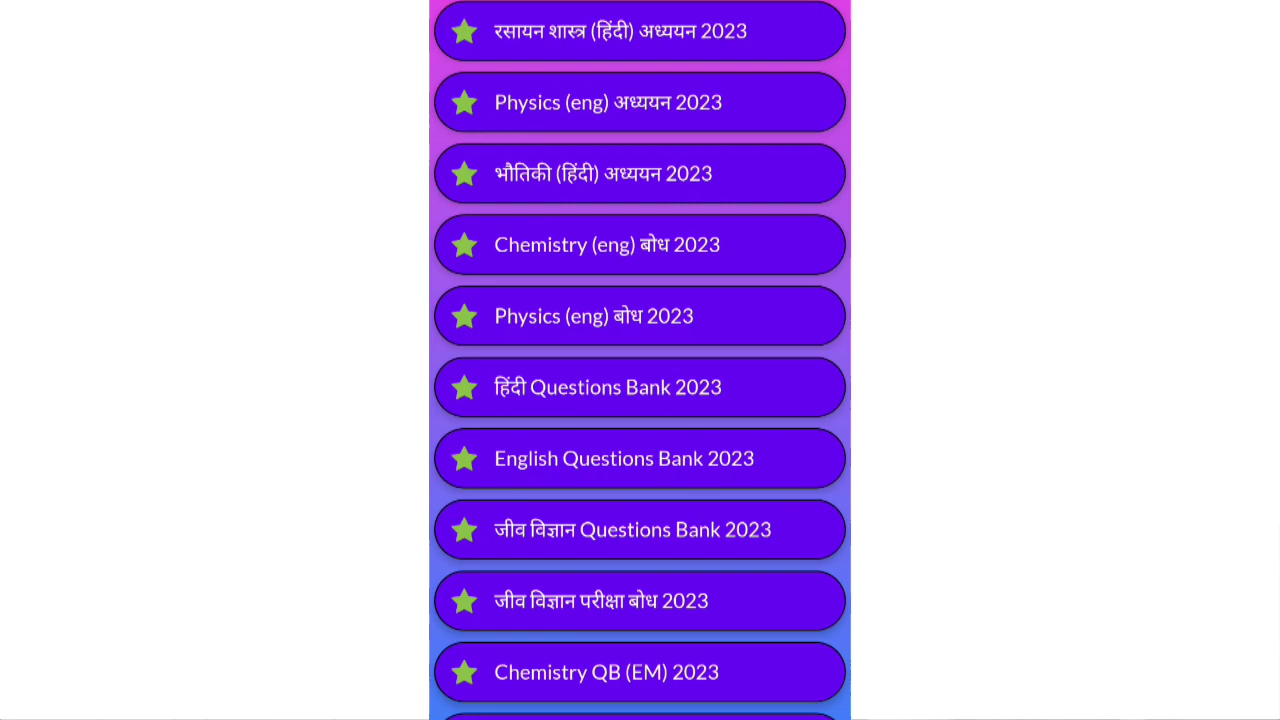 रसायन शास्त्र (हिंदी) अध्ययन 2023
Physics (eng) अध्ययन 2023
भौतिकी (हिंदी) अध्ययन 2023
Chemistry (eng) बोध 2023
Physics (eng) बोध 2023
हिंदी Questions Bank 2023
English Questions Bank 2023
जीव विज्ञान Questions Bank 2023
जीव विज्ञान परीक्षा बोध 2023
Chemistry QB (EM) 2023